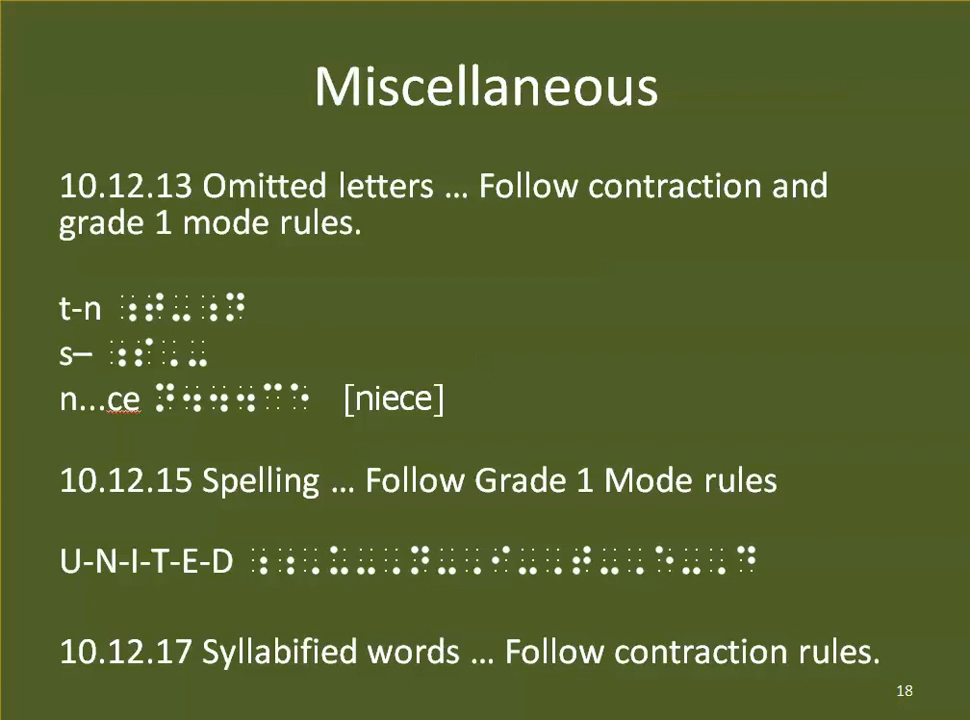 Miscellaneous
10.12.13 Omitted letters … Follow contraction and
grade 1 mode rules.
t-n ⠰⠞⠤⠰⠝
s– ⠰⠎⠠⠤
n...ce ⠝⠲⠲⠲⠉⠑ [niece]
10.12.15 Spelling … Follow Grade 1 Mode rules
U-N-I-T-E-D ⠰⠰⠠⠥⠤⠠⠝⠤⠠⠊⠤⠠⠞⠤⠠⠑⠤⠠⠙
10.12.17 Syllabified words … Follow contraction rules.
18